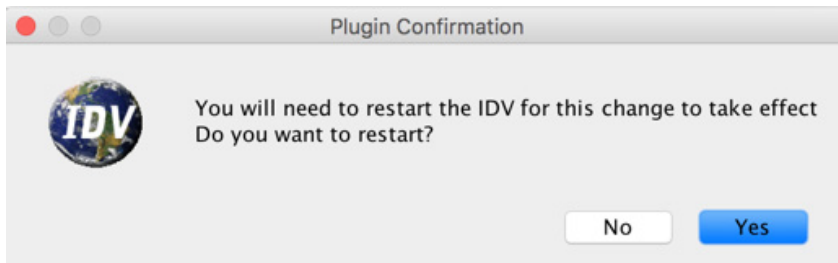 Plugin Confirmation
IDV
You will need to restart the IDV for this change to take effect
Do you want to restart?
No
Yes